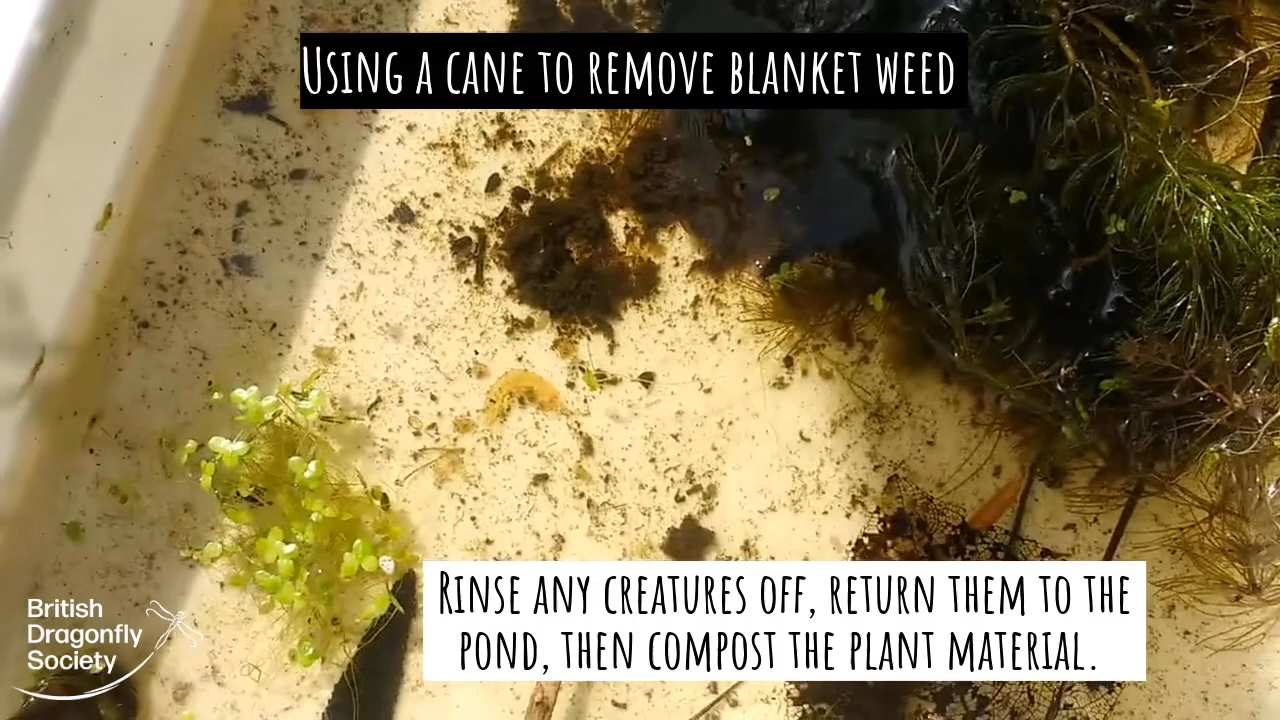 Using a cane to remove blanket weed
Rinse any creatures off, return them to the
pond, then compost the plant material.
British
Dragonfly
Society